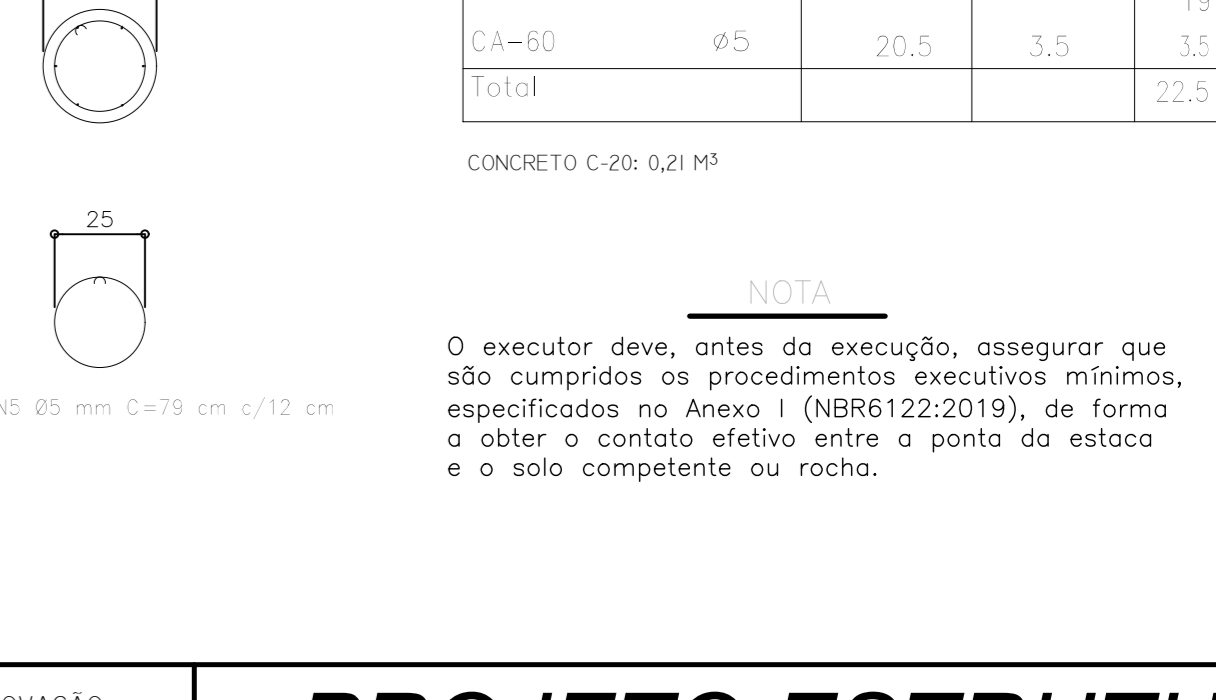 19
CA-60 Ø5 20.5 3.5 3.5
Total 22.5
CONCRETO C-20: 0,21 M³
25
NOTA
O executor deve, antes da execução, assegurar que
são cumpridos os procedimentos executivos mínimos,
especificados no Anexo I (NBR6122:2019), de forma
a obter o contato efetivo entre a ponta da estaca
e o solo competente ou rocha.
N5 Ø5 mm C=79 cm c/12 cm